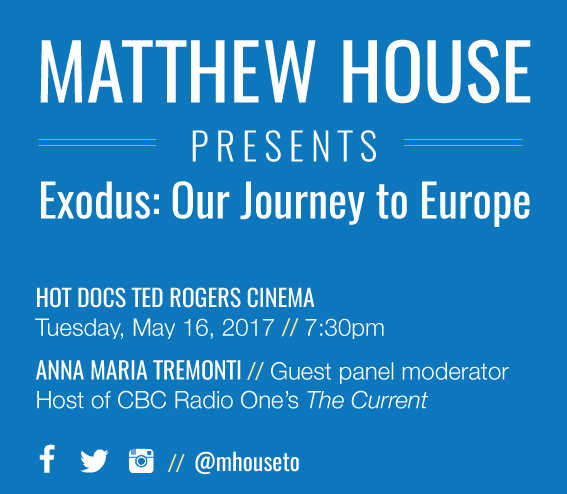 MATTHEW HOUSE
PRESENTS
Exodus: Our Journey to Europe
HOT DOCS TED ROGERS CINEMA
Tuesday, May 16, 2017 // 7:30pm
ANNA MARIA TREMONTI // Guest panel moderator
Host of CBC Radio One’s The Current
// @mhouseto